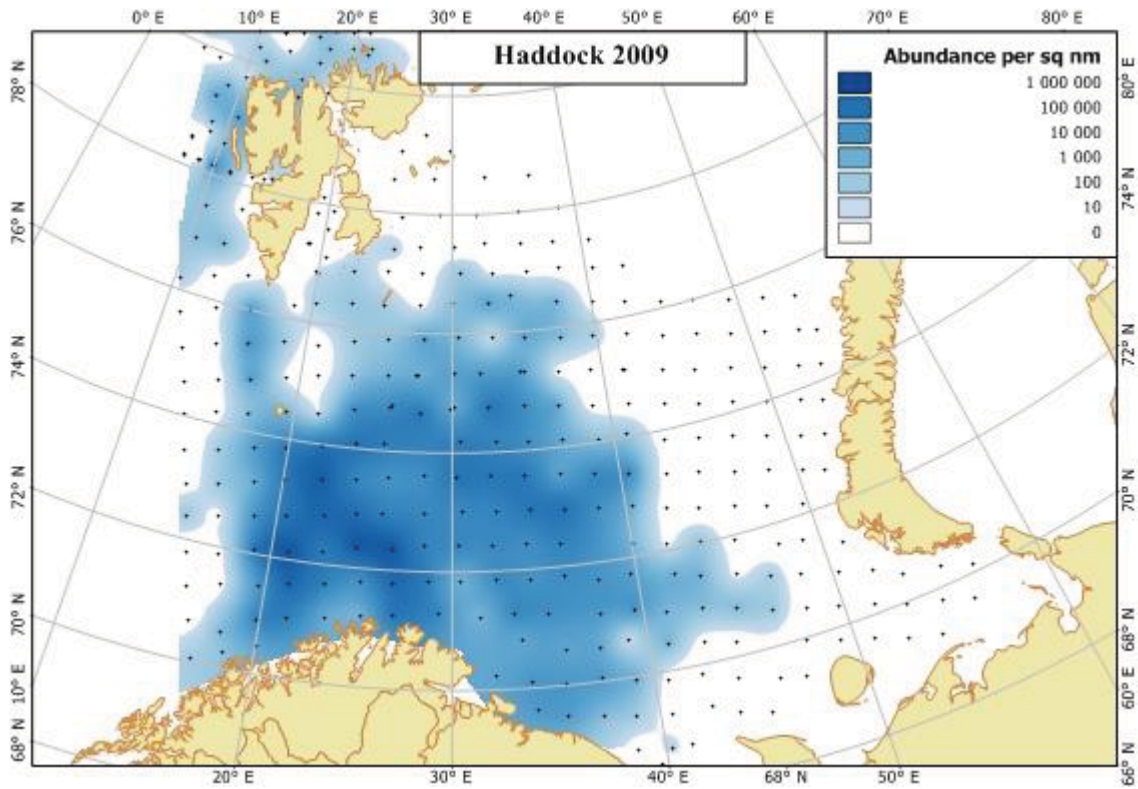 0° E 10° E 20° E 30° E 40° E 50° E 60° E 70° E 80° E
Haddock 2009
Abundance per sq nm
1 000 000
100 000
10 000
1 000
100
10
0
78° N
76° N
74° N
72° N
70° N
10° E
68° N
80° E
74° N
72° N
70° N
68° N
60° E
66° N
20° E 30° E 40° E 68° N 50° E